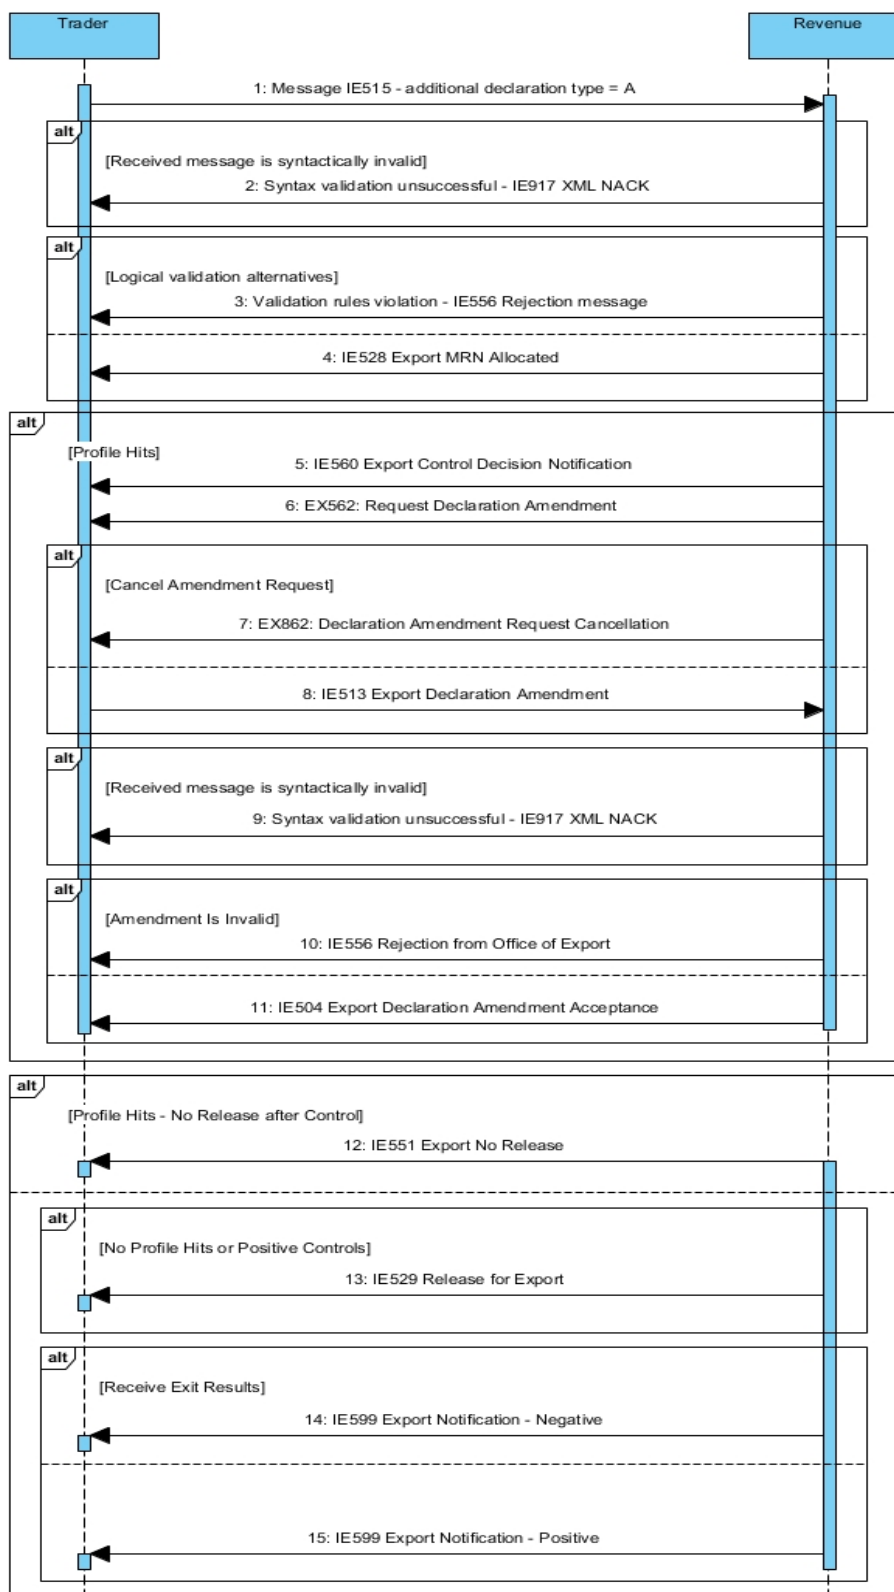 Trader
Revenue
1: Message IE515 - additional declaration type = A
alt
[Received message is syntactically invalid]
2: Syntax validation unsuccessful - IE917 XML NACK
alt
[Logical validation alternatives]
3: Validation rules violation - IE556 Rejection message
4: IE528 Export MRN Allocated
alt
[Profile Hits]
5: IE560 Export Control Decision Notification
6: EX562: Request Declaration Amendment
alt
[Cancel Amendment Request]
7: EX862: Declaration Amendment Request Cancellation
8: IE513 Export Declaration Amendment
alt
[Received message is syntactically invalid]
9: Syntax validation unsuccessful - IE917 XML NACK
alt
[Amendment Is Invalid]
10: IE556 Rejection from Office of Export
11: IE504 Export Declaration Amendment Acceptance
alt
[Profile Hits - No Release after Control]
12: IE551 Export No Release
alt
[No Profile Hits or Positive Controls]
13: IE529 Release for Export
alt
[Receive Exit Results]
14: IE599 Export Notification - Negative
15: IE599 Export Notification - Positive